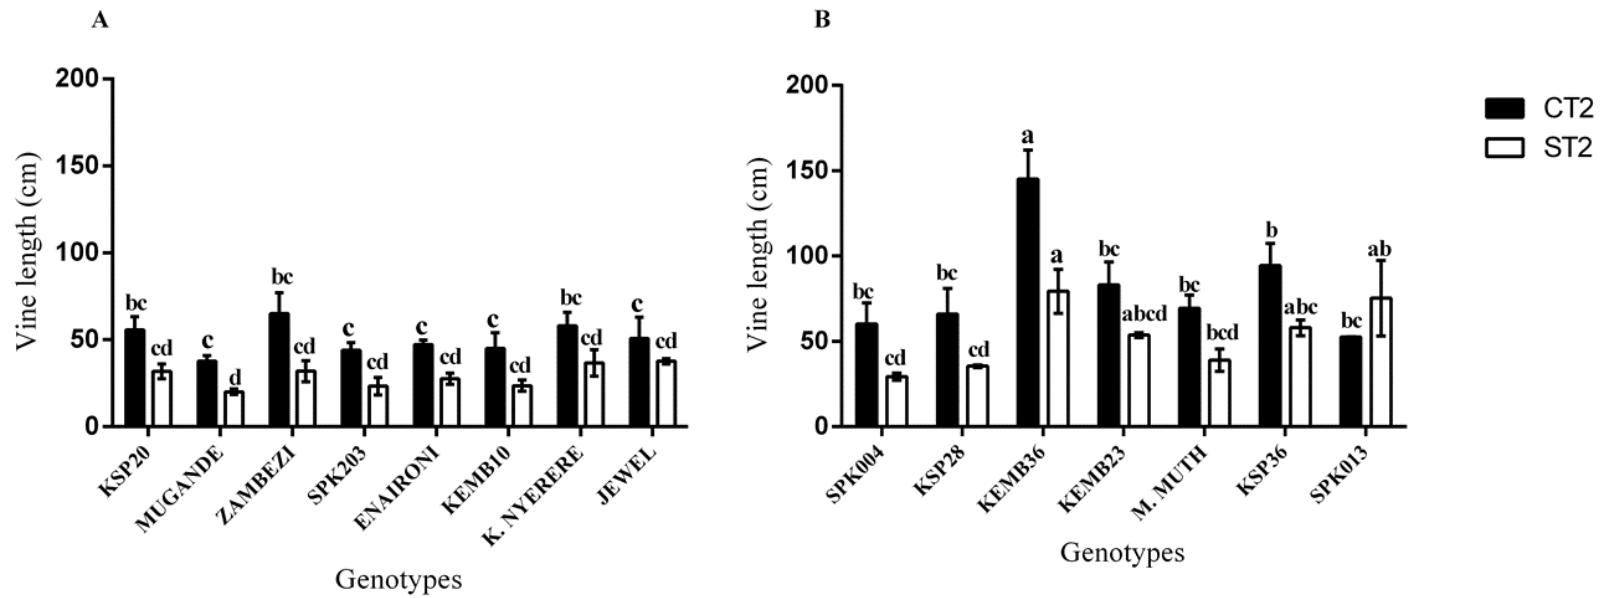 A
Vine length (cm)
200
150
100
50
0
bc
cd
c
d
bc
cd
c
cd
c
cd
c
cd
bc
cd
c
cd
KSP20
MUGANDE
ZAMBEZI
SPK203
ENAIRONI
KEMB10
K. NYERERE
JEWEL
Genotypes
B
Vine length (cm)
200
150
100
50
0
bc
cd
bc
cd
a
a
bc
abcd
bc
bcd
b
abc
bc
ab
SPK004
KSP28
KEMB36
KEMB23
M. MUTH
KSP36
SPK013
Genotypes
CT2
ST2